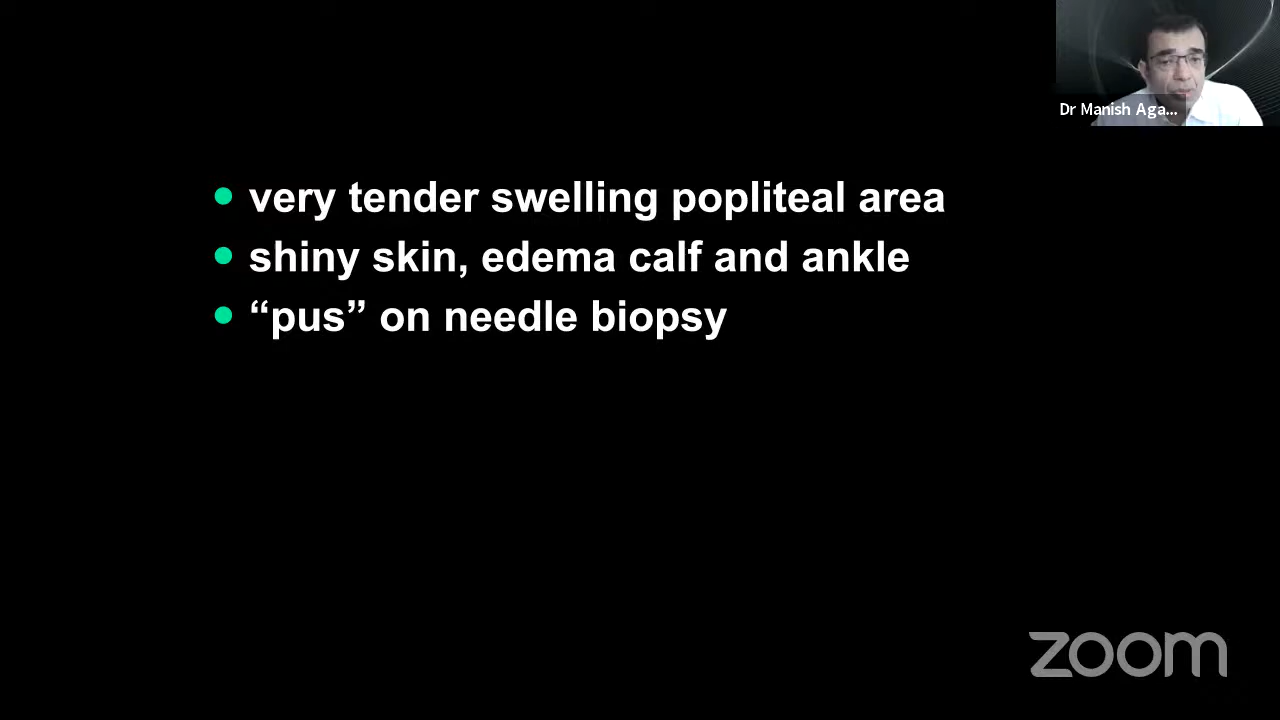 Dr Manish Aga...
very tender swelling popliteal area
shiny skin, edema calf and ankle
“pus” on needle biopsy
zoom